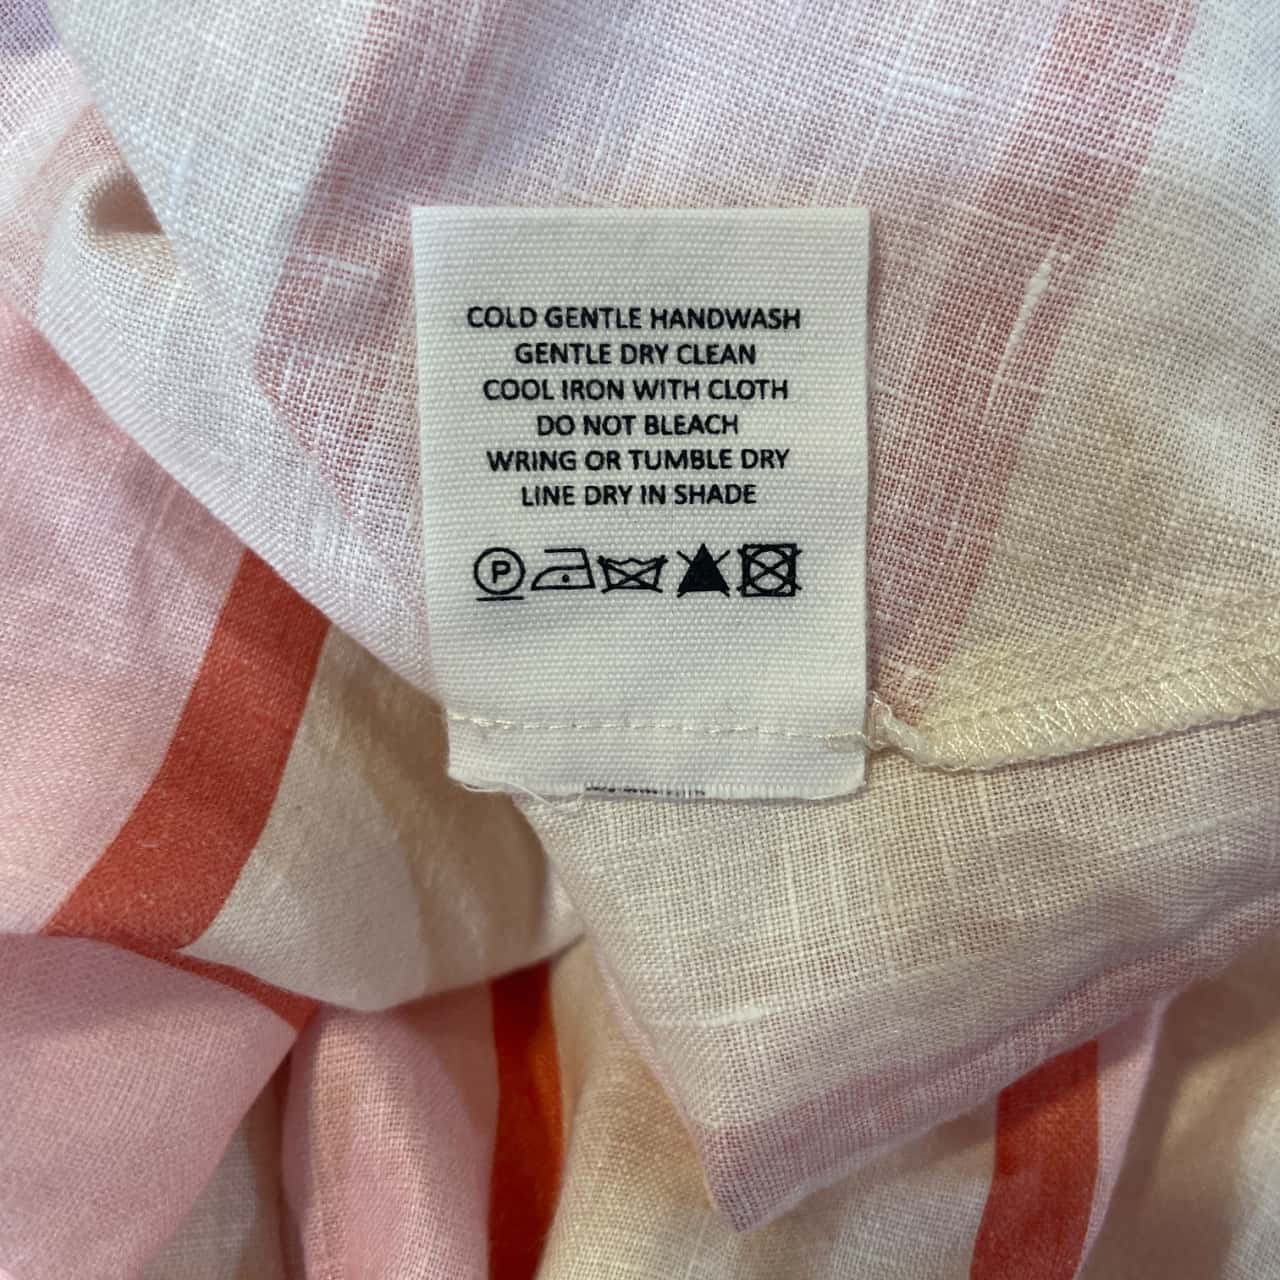 COLD GENTLE HANDWASH
GENTLE DRY CLEAN
COOL IRON WITH CLOTH
DO NOT BLEACH
WRING OR TUMBLE DRY
LINE DRY IN SHADE
P